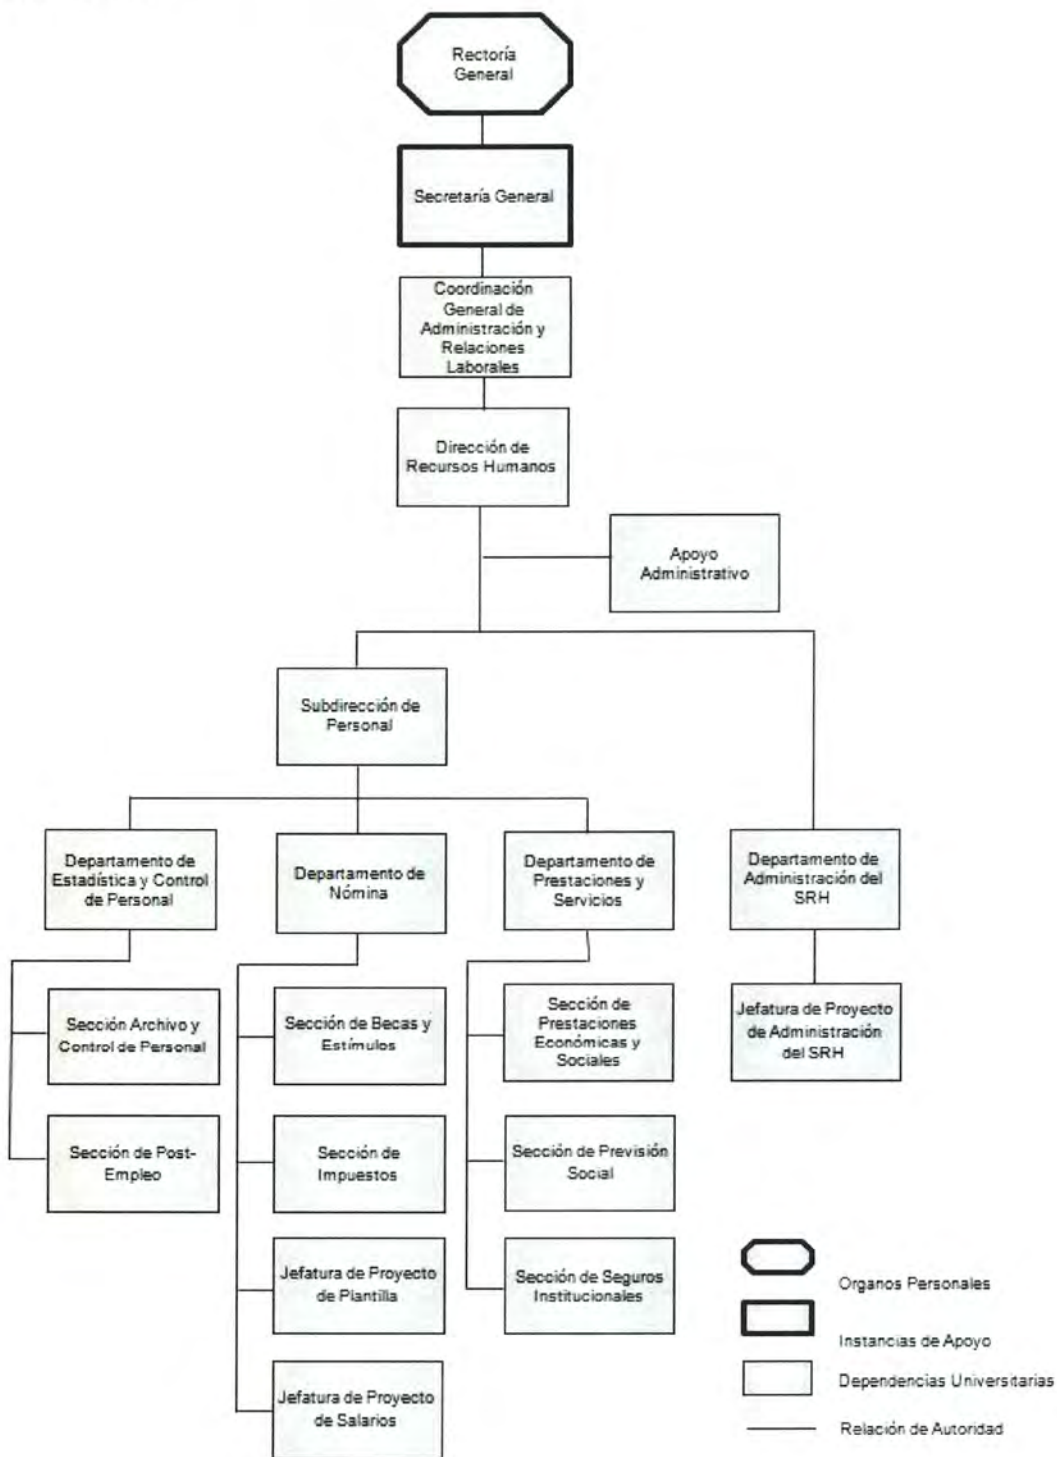 Rectoría
General
Secretaría General
Coordinación
General de
Administración y
Relaciones
Laborales
Dirección de
Recursos Humanos
Apoyo
Administrativo
Subdirección de
Personal
Departamento de
Estadística y Control
de Personal
Departamento de
Nómina
Departamento de
Prestaciones y
Servicios
Departamento de
Administración del
SRH
Sección Archivo y
Control de Personal
Sección de Becas y
Estímulos
Sección de
Prestaciones
Económicas y
Sociales
Jefatura de Proyecto
de Administración
del SRH
Sección de Post-
Empleo
Sección de
Impuestos
Sección de Previsión
Social
Jefatura de Proyecto
de Plantilla
Sección de Seguros
Institucionales
Jefatura de Proyecto
de Salarios
Organos Personales
Instancias de Apoyo
Dependencias Universitarias
Relación de Autoridad